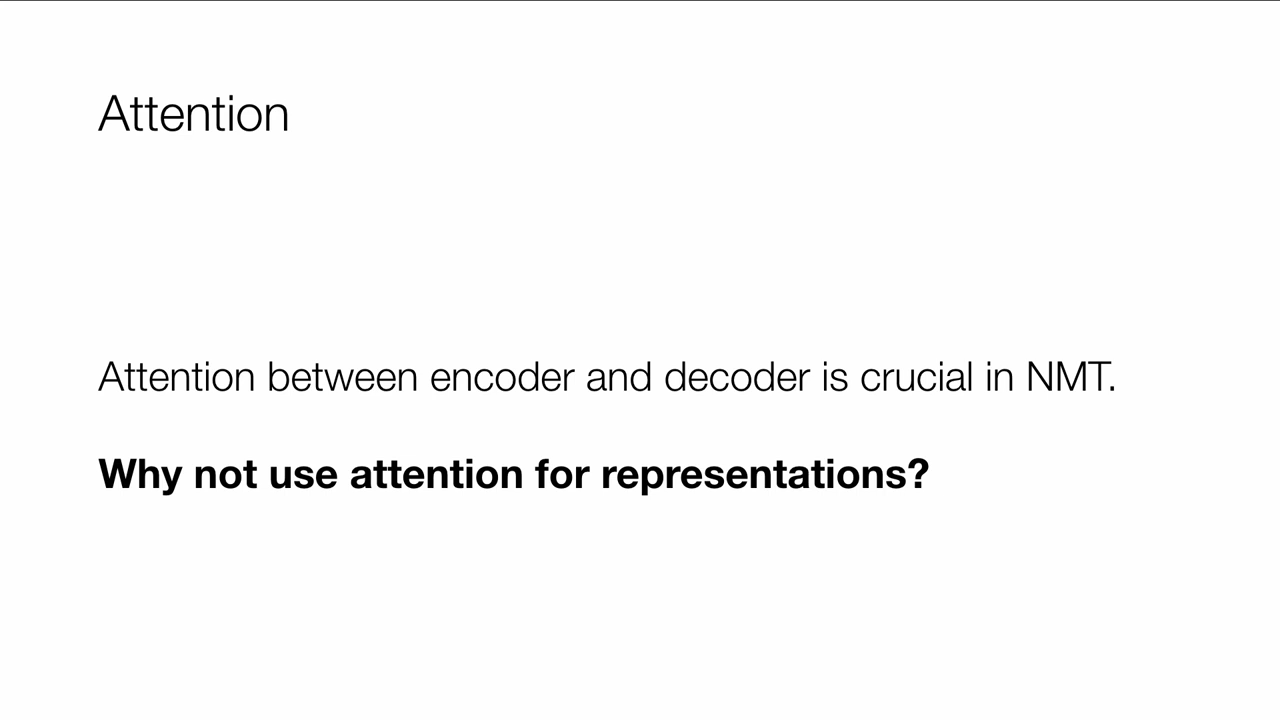 Attention
Attention between encoder and decoder is crucial in NMT.
Why not use attention for representations?